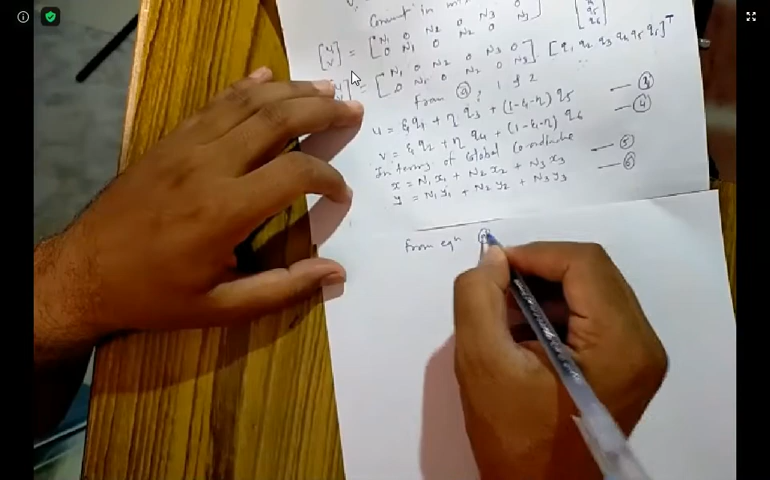 Convert in
[u v] = [N1 0 N2 0 N3 0 0 N1 0 N2 0 N3]
= [N1 0 N2 0 N3 0 0 N1 0 N2 0 N3] [q1 q2 q3 q4 q5 q6]ᵀ
From ⓐ, 1 & 2
u = ξ q1 + η q3 + (1-ξ-η) q5 — ③
v = ξ q2 + η q4 + (1-ξ-η) q6 — ④
In terms of Global Co-ordinate
x = N1 x1 + N2 x2 + N3 x3 — ⑤
y = N1 y1 + N2 y2 + N3 y3 — ⑥
From eqn